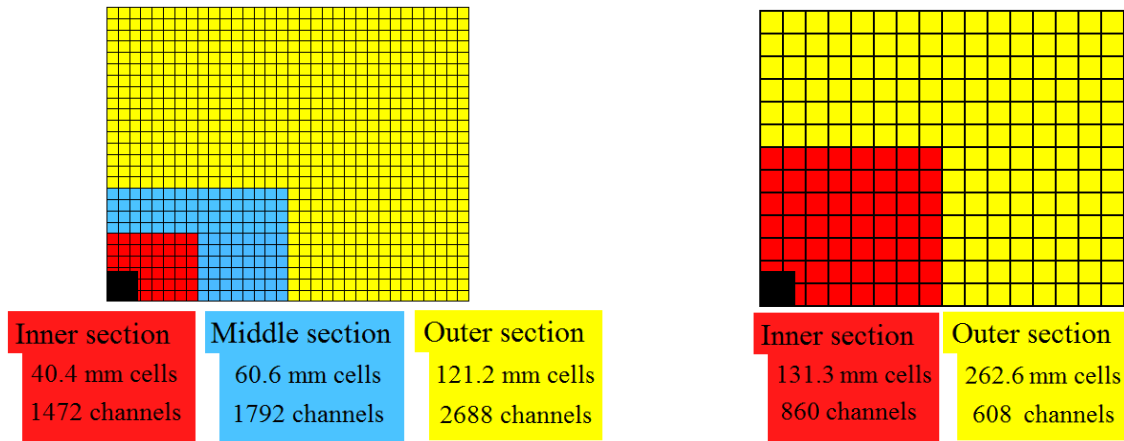 Inner section
40.4 mm cells
1472 channels
Middle section
60.6 mm cells
1792 channels
Outer section
121.2 mm cells
2688 channels
Inner section
131.3 mm cells
860 channels
Outer section
262.6 mm cells
608 channels